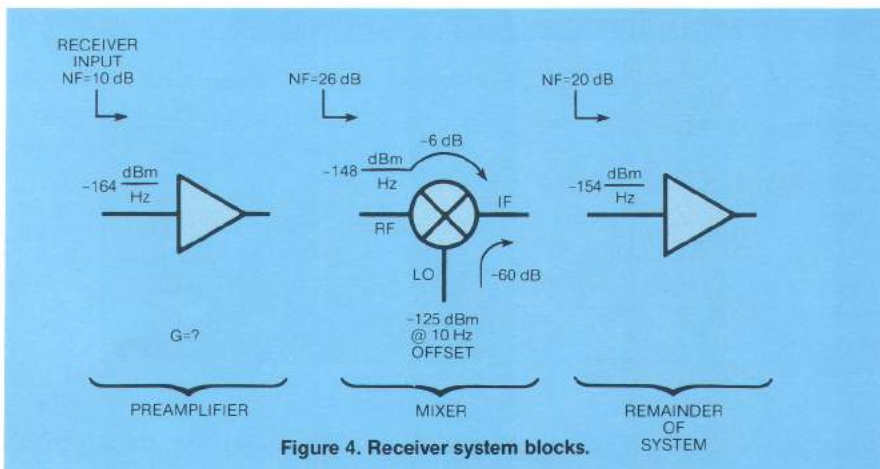 RECEIVER
INPUT
NF=10 dB
NF=26 dB
NF=20 dB
-6 dB
-164 dBm/Hz
-148 dBm/Hz
-154 dBm/Hz
IF
RF
LO
-60 dB
-125 dBm
@ 10 Hz
OFFSET
G=?
PREAMPLIFIER
MIXER
REMAINDER
OF
SYSTEM
Figure 4. Receiver system blocks.